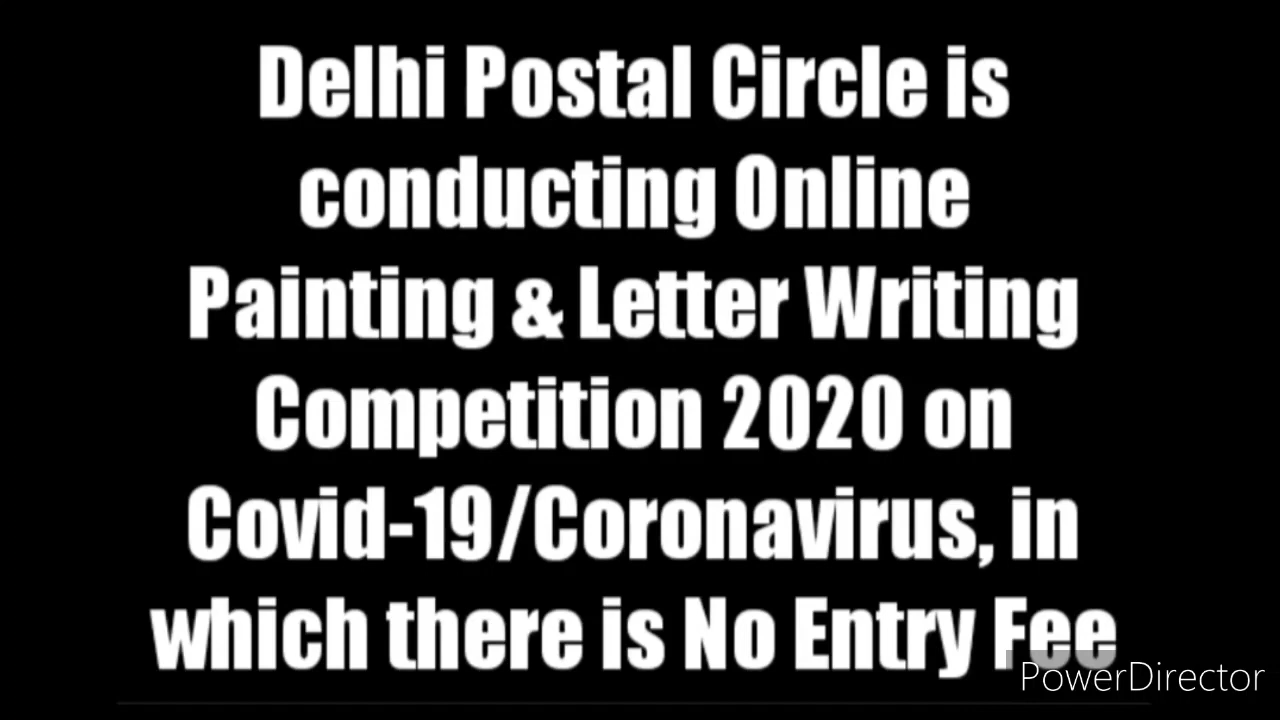 Delhi Postal Circle is
conducting Online
Painting & Letter Writing
Competition 2020 on
Covid-19/Coronavirus, in
which there is No Entry Fee
PowerDirector